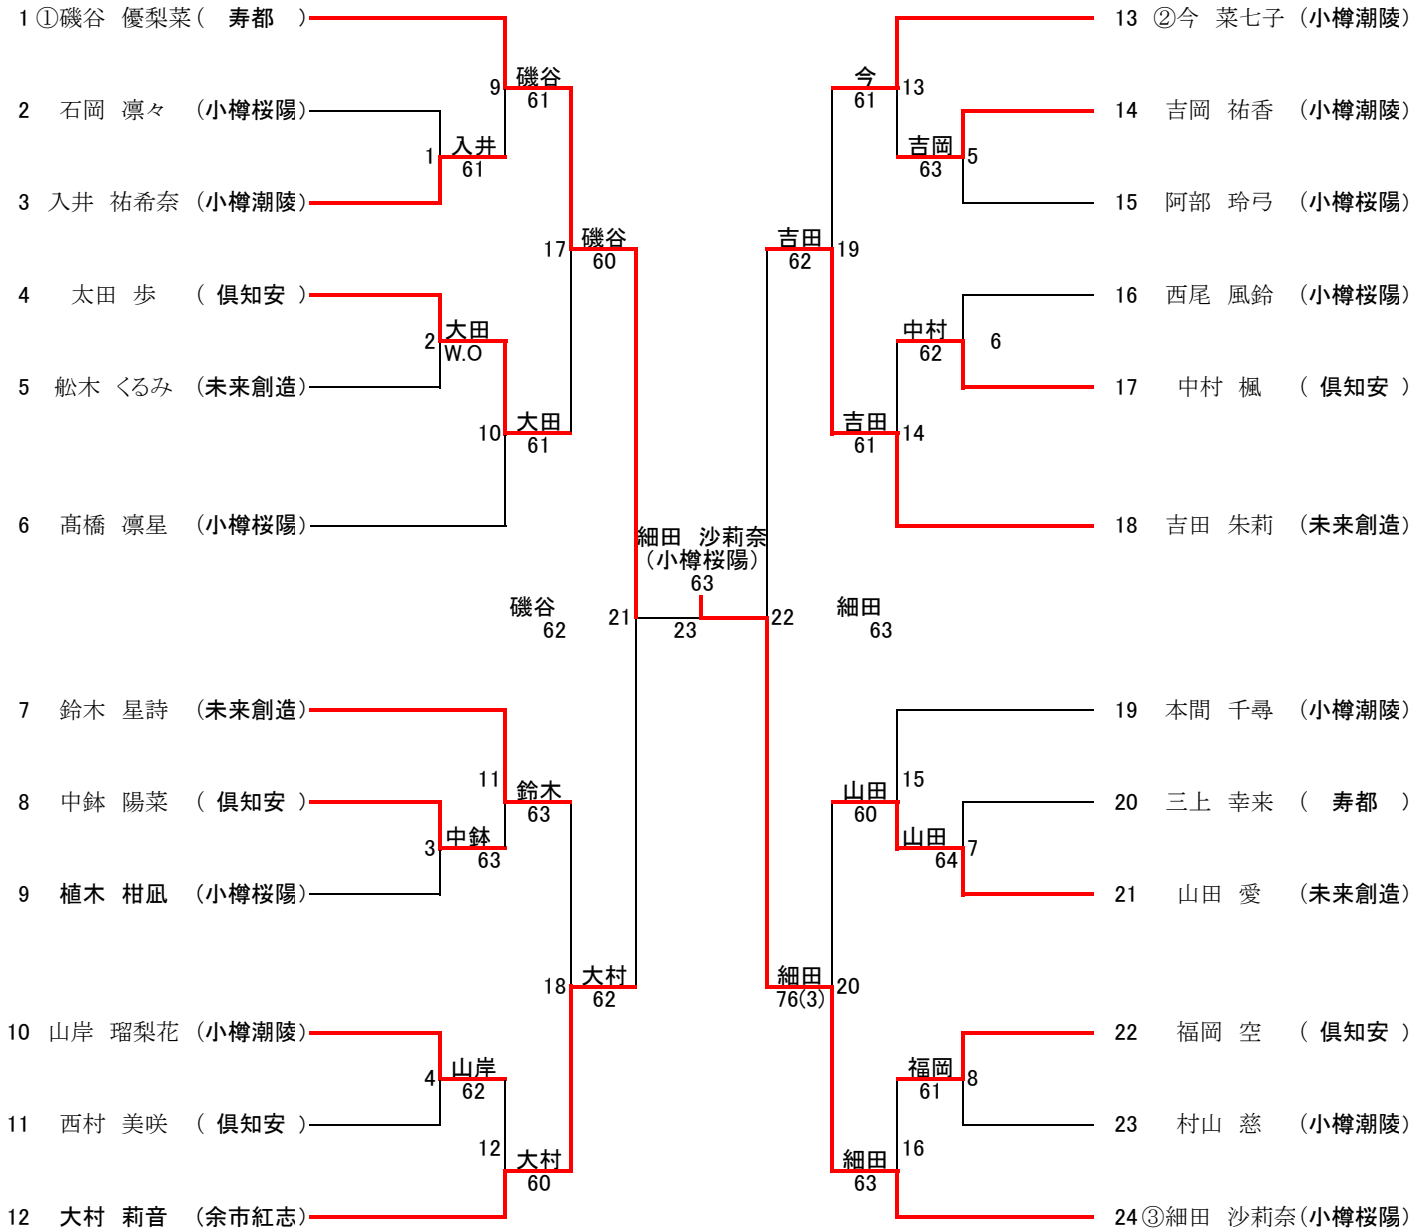 1 ①磯谷 優梨菜 ( 寿都 )
2 石岡 凛々 (小樽桜陽)
3 入井 祐希奈 (小樽潮陵)
4 太田 歩 ( 倶知安 )
5 舩木 くるみ (未来創造)
6 髙橋 凛星 (小樽桜陽)
7 鈴木 星詩 (未来創造)
8 中鉢 陽菜 ( 倶知安 )
9 植木 柑凪 (小樽桜陽)
10 山岸 瑠梨花 (小樽潮陵)
11 西村 美咲 ( 倶知安 )
12 大村 莉音 (余市紅志)
1 入井
61
2 大田
W.O
3 中鉢
63
4 山岸
62
9 磯谷
61
10 大田
61
11 鈴木
63
12 大村
60
17 磯谷
60
18 大村
62
磯谷
62
21
細田 沙莉奈
(小樽桜陽)
63
23
22
細田
63
吉田 19
62
細田 20
76(3)
今 13
61
吉田 14
61
山田 15
60
細田 16
63
吉岡 5
63
中村 6
62
山田 7
64
福岡 8
61
13 ②今 菜七子 (小樽潮陵)
14 吉岡 祐香 (小樽潮陵)
15 阿部 玲弓 (小樽桜陽)
16 西尾 風鈴 (小樽桜陽)
17 中村 楓 ( 倶知安 )
18 吉田 朱莉 (未来創造)
19 本間 千尋 (小樽潮陵)
20 三上 幸来 ( 寿都 )
21 山田 愛 (未来創造)
22 福岡 空 ( 倶知安 )
23 村山 慈 (小樽潮陵)
24 ③細田 沙莉奈 (小樽桜陽)